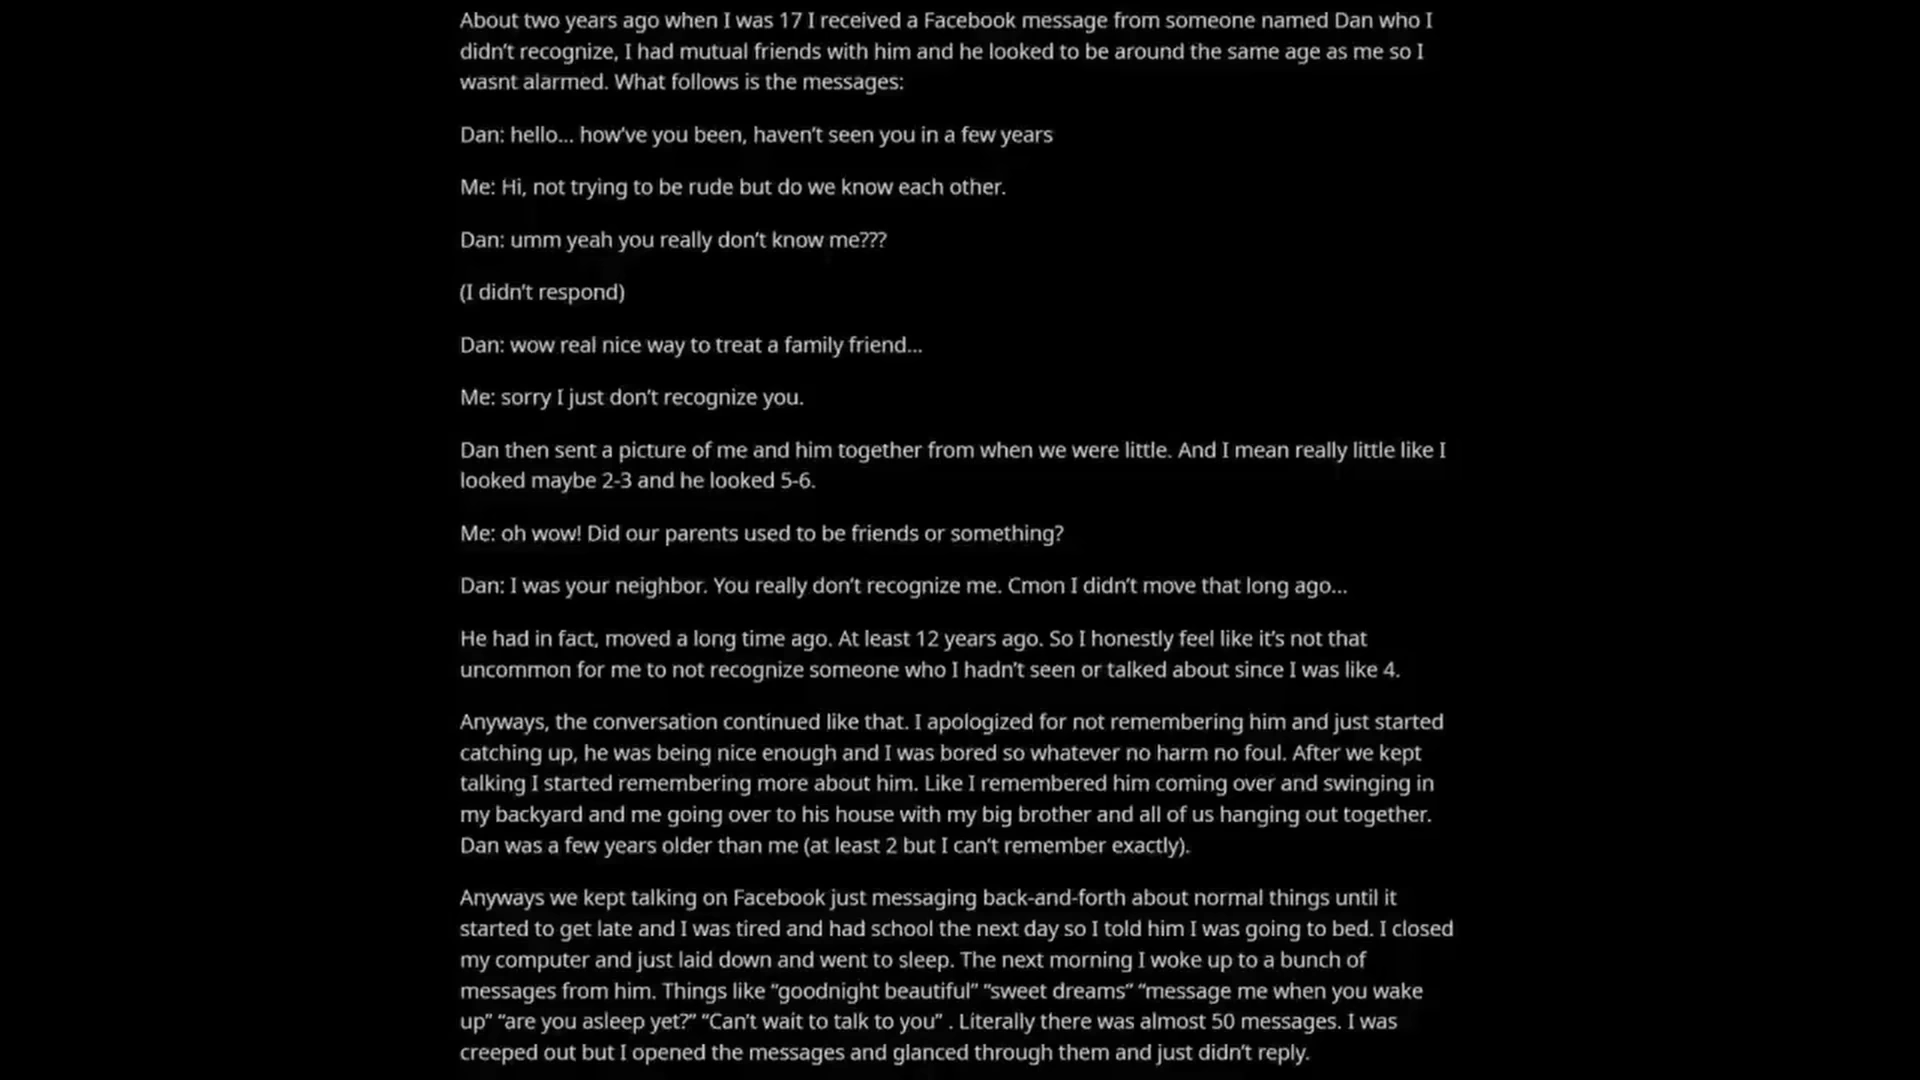 About two years ago when I was 17 I received a Facebook message from someone named Dan who I
didn't recognize, I had mutual friends with him and he looked to be around the same age as me so I
wasnt alarmed. What follows is the messages:
Dan: hello... how've you been, haven't seen you in a few years
Me: Hi, not trying to be rude but do we know each other.
Dan: umm yeah you really don't know me???
(I didn't respond)
Dan: wow real nice way to treat a family friend...
Me: sorry I just don't recognize you.
Dan then sent a picture of me and him together from when we were little. And I mean really little like I
looked maybe 2-3 and he looked 5-6.
Me: oh wow! Did our parents used to be friends or something?
Dan: I was your neighbor. You really don't recognize me. Cmon I didn't move that long ago...
He had in fact, moved a long time ago. At least 12 years ago. So I honestly feel like it's not that
uncommon for me to not recognize someone who I hadn't seen or talked about since I was like 4.
Anyways, the conversation continued like that. I apologized for not remembering him and just started
catching up, he was being nice enough and I was bored so whatever no harm no foul. After we kept
talking I started remembering more about him. Like I remembered him coming over and swinging in
my backyard and me going over to his house with my big brother and all of us hanging out together.
Dan was a few years older than me (at least 2 but I can't remember exactly).
Anyways we kept talking on Facebook just messaging back-and-forth about normal things until it
started to get late and I was tired and had school the next day so I told him I was going to bed. I closed
my computer and just laid down and went to sleep. The next morning I woke up to a bunch of
messages from him. Things like “goodnight beautiful” “sweet dreams” “message me when you wake
up” “are you asleep yet?” “Can't wait to talk to you” . Literally there was almost 50 messages. I was
creeped out but I opened the messages and glanced through them and just didn't reply.